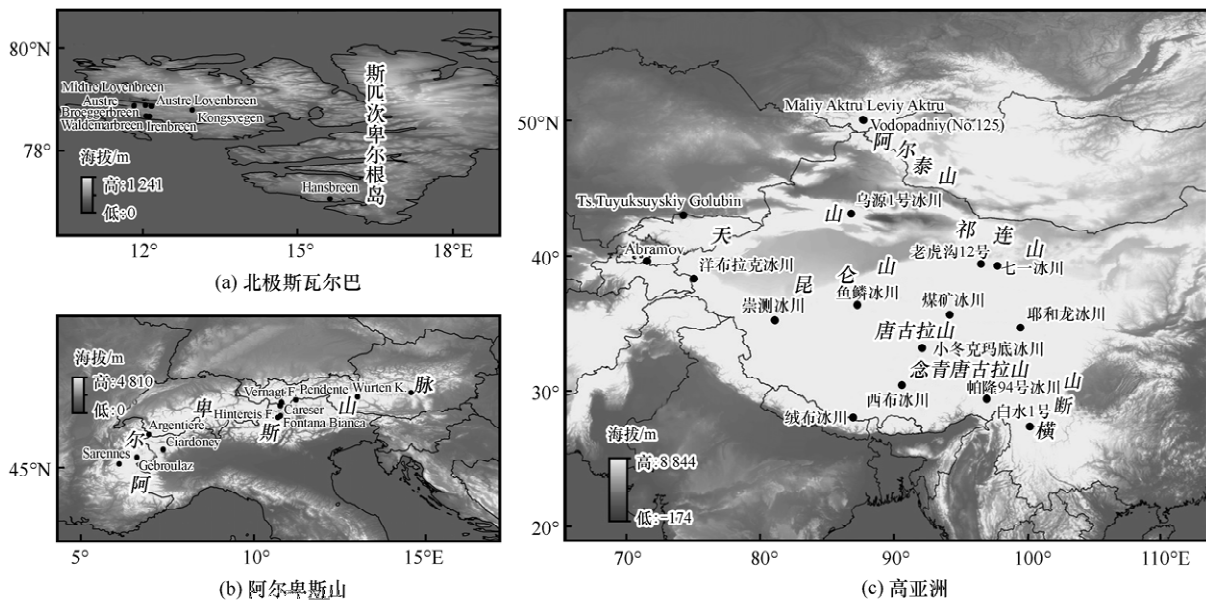 80°N
78°
Midtre Lovenbreen
Austre
Austre Lovenbreen
Broeggerbreen
Kongsvegen
Waldemarbreen
Irenbreen
Hansbreen
斯匹次卑尔根岛
海拔/m
高:1 241
低:0
12°
15°
18°E
(a) 北极斯瓦尔巴
海拔/m
高:4 810
低:0
Vernagt F.
Pendente
Wurten K.
Hintereis F.
Careser
Fontana Bianca
Argentiere
Ciardoney
Sarennes
Gebroulaz
阿尔卑斯山脉
45°N
5°
10°
15°E
(b) 阿尔卑斯山
50°N
40°
30°
20°
Maliy Aktru Leviy Aktru
Vodopadniy(No.125)
阿尔泰山
Ts.Tuyuksuyskiy Golubin
乌源1号冰川
天山
祁连山
Abramov
老虎沟12号
七一冰川
洋布拉克冰川
昆仑山
崇测冰川
鱼鳞冰川
煤矿冰川
耶和龙冰川
唐古拉山
小冬克玛底冰川
念青唐古拉山
帕隆94号冰川
西布冰川
绒布冰川
白水1号
横断山
海拔/m
高:8 844
低:-174
70°
80°
90°
100°
110°E
(c) 高亚洲